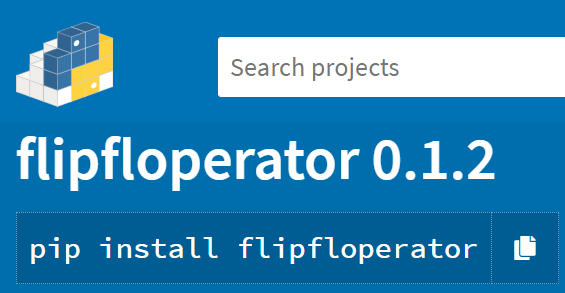 Search projects
flipfloperator 0.1.2
pip install flipfloperator